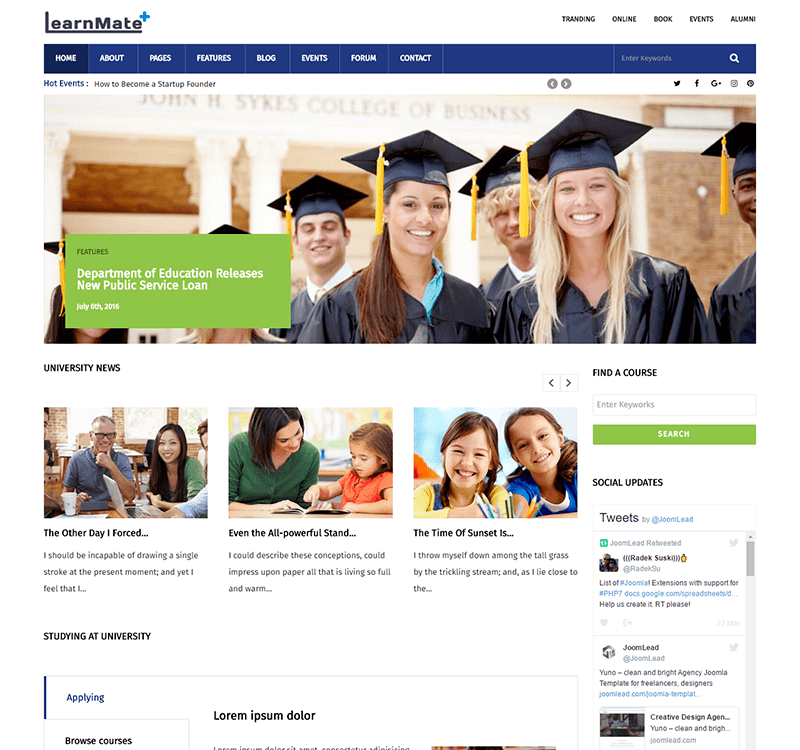 LearnMate+
TRANDING ONLINE BOOK EVENTS ALUMNI
HOME ABOUT PAGES FEATURES BLOG EVENTS FORUM CONTACT Enter Keywords
Hot Events : How to Become a Startup Founder
JOHN H. SYKES COLLEGE OF BUSINESS
FEATURES
Department of Education Releases
New Public Service Loan
July 6th, 2016
UNIVERSITY NEWS
The Other Day I Forced...
I should be incapable of drawing a single
stroke at the present moment; and yet I
feel that I...
Even the All-powerful Stand...
I could describe these conceptions, could
impress upon paper all that is living so full
and warm...
The Time Of Sunset Is...
I throw myself down among the tall grass
by the trickling stream; and, as I lie close to
the...
FIND A COURSE
Enter Keyworks
SEARCH
SOCIAL UPDATES
Tweets by @JoomLead
JoomLead Retweeted
(((Radek Suski)))
@RadekSu
List of #Joomla! Extensions with support for
#PHP7 docs.google.com/spreadsheets/d...
Help us create it. RT please!
23 Mar
JoomLead
@JoomLead
Yuno – clean and bright Agency Joomla
Template for freelancers, designers
joomlead.com/joomla-templat...
Creative Design Agen...
Yuno – clean and brigh...
joomlead.com
STUDYING AT UNIVERSITY
Applying
Browse courses
Lorem ipsum dolor
Lorem ipsum dolor sit amet, consectetur adipisicing